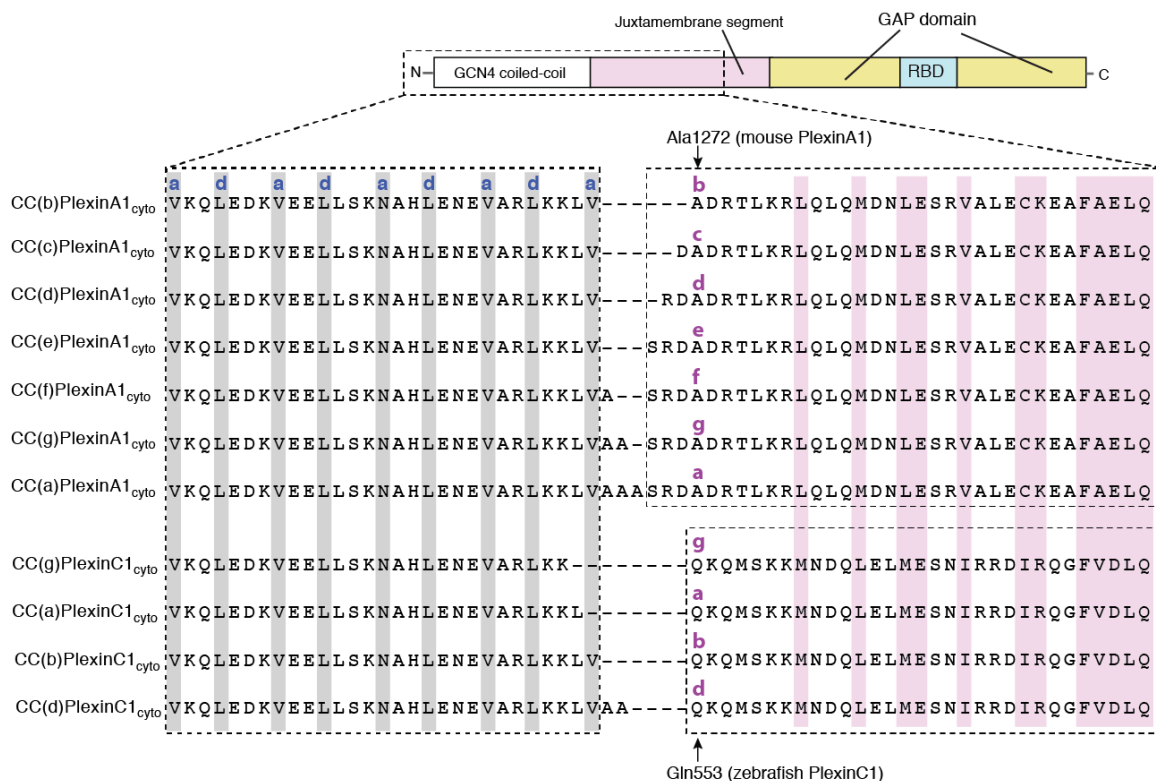 Juxtamembrane segment
GAP domain
N GCN4 coiled-coil RBD C
Ala1272 (mouse PlexinA1)
a d a d a d a d a b
CC(b)PlexinA1cyto VKQLEDKVEELLSKNAHLENEVARLKKLV------ADRTLKRLQLQMDNLESRVALECKEAFAELQ
c
CC(c)PlexinA1cyto VKQLEDKVEELLSKNAHLENEVARLKKLV-----DADRTLKRLQLQMDNLESRVALECKEAFAELQ
d
CC(d)PlexinA1cyto VKQLEDKVEELLSKNAHLENEVARLKKLV----RDADRTLKRLQLQMDNLESRVALECKEAFAELQ
e
CC(e)PlexinA1cyto VKQLEDKVEELLSKNAHLENEVARLKKLV---SRDADRTLKRLQLQMDNLESRVALECKEAFAELQ
f
CC(f)PlexinA1cyto VKQLEDKVEELLSKNAHLENEVARLKKLVA--SRDADRTLKRLQLQMDNLESRVALECKEAFAELQ
g
CC(g)PlexinA1cyto VKQLEDKVEELLSKNAHLENEVARLKKLVAA-SRDADRTLKRLQLQMDNLESRVALECKEAFAELQ
a
CC(a)PlexinA1cyto VKQLEDKVEELLSKNAHLENEVARLKKLVAAASRDADRTLKRLQLQMDNLESRVALECKEAFAELQ
g
CC(g)PlexinC1cyto VKQLEDKVEELLSKNAHLENEVARLKK--------QKQMSKKMNDQLELMESNIRRDIRQGFVDLQ
a
CC(a)PlexinC1cyto VKQLEDKVEELLSKNAHLENEVARLKKL-------QKQMSKKMNDQLELMESNIRRDIRQGFVDLQ
b
CC(b)PlexinC1cyto VKQLEDKVEELLSKNAHLENEVARLKKLV------QKQMSKKMNDQLELMESNIRRDIRQGFVDLQ
d
CC(d)PlexinC1cyto VKQLEDKVEELLSKNAHLENEVARLKKLVAA----QKQMSKKMNDQLELMESNIRRDIRQGFVDLQ
Gln553 (zebrafish PlexinC1)